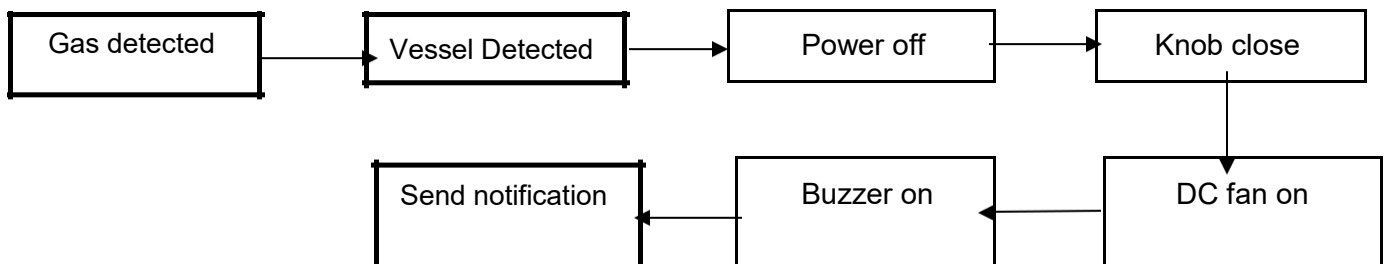 Gas detected
Vessel Detected
Power off
Knob close
DC fan on
Buzzer on
Send notification